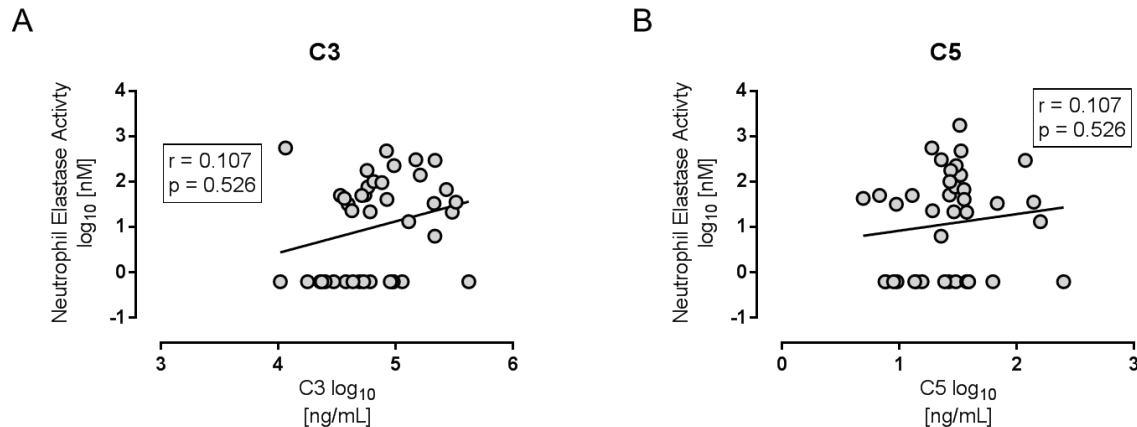 A
C3
Neutrophil Elastase Activty
log10 [nM]
4
3
2
1
0
-1
r = 0.107
p = 0.526
3
4
5
6
C3 log10
[ng/mL]
B
C5
Neutrophil Elastase Activty
log10 [nM]
4
3
2
1
0
-1
r = 0.107
p = 0.526
0
1
2
3
C5 log10
[ng/mL]